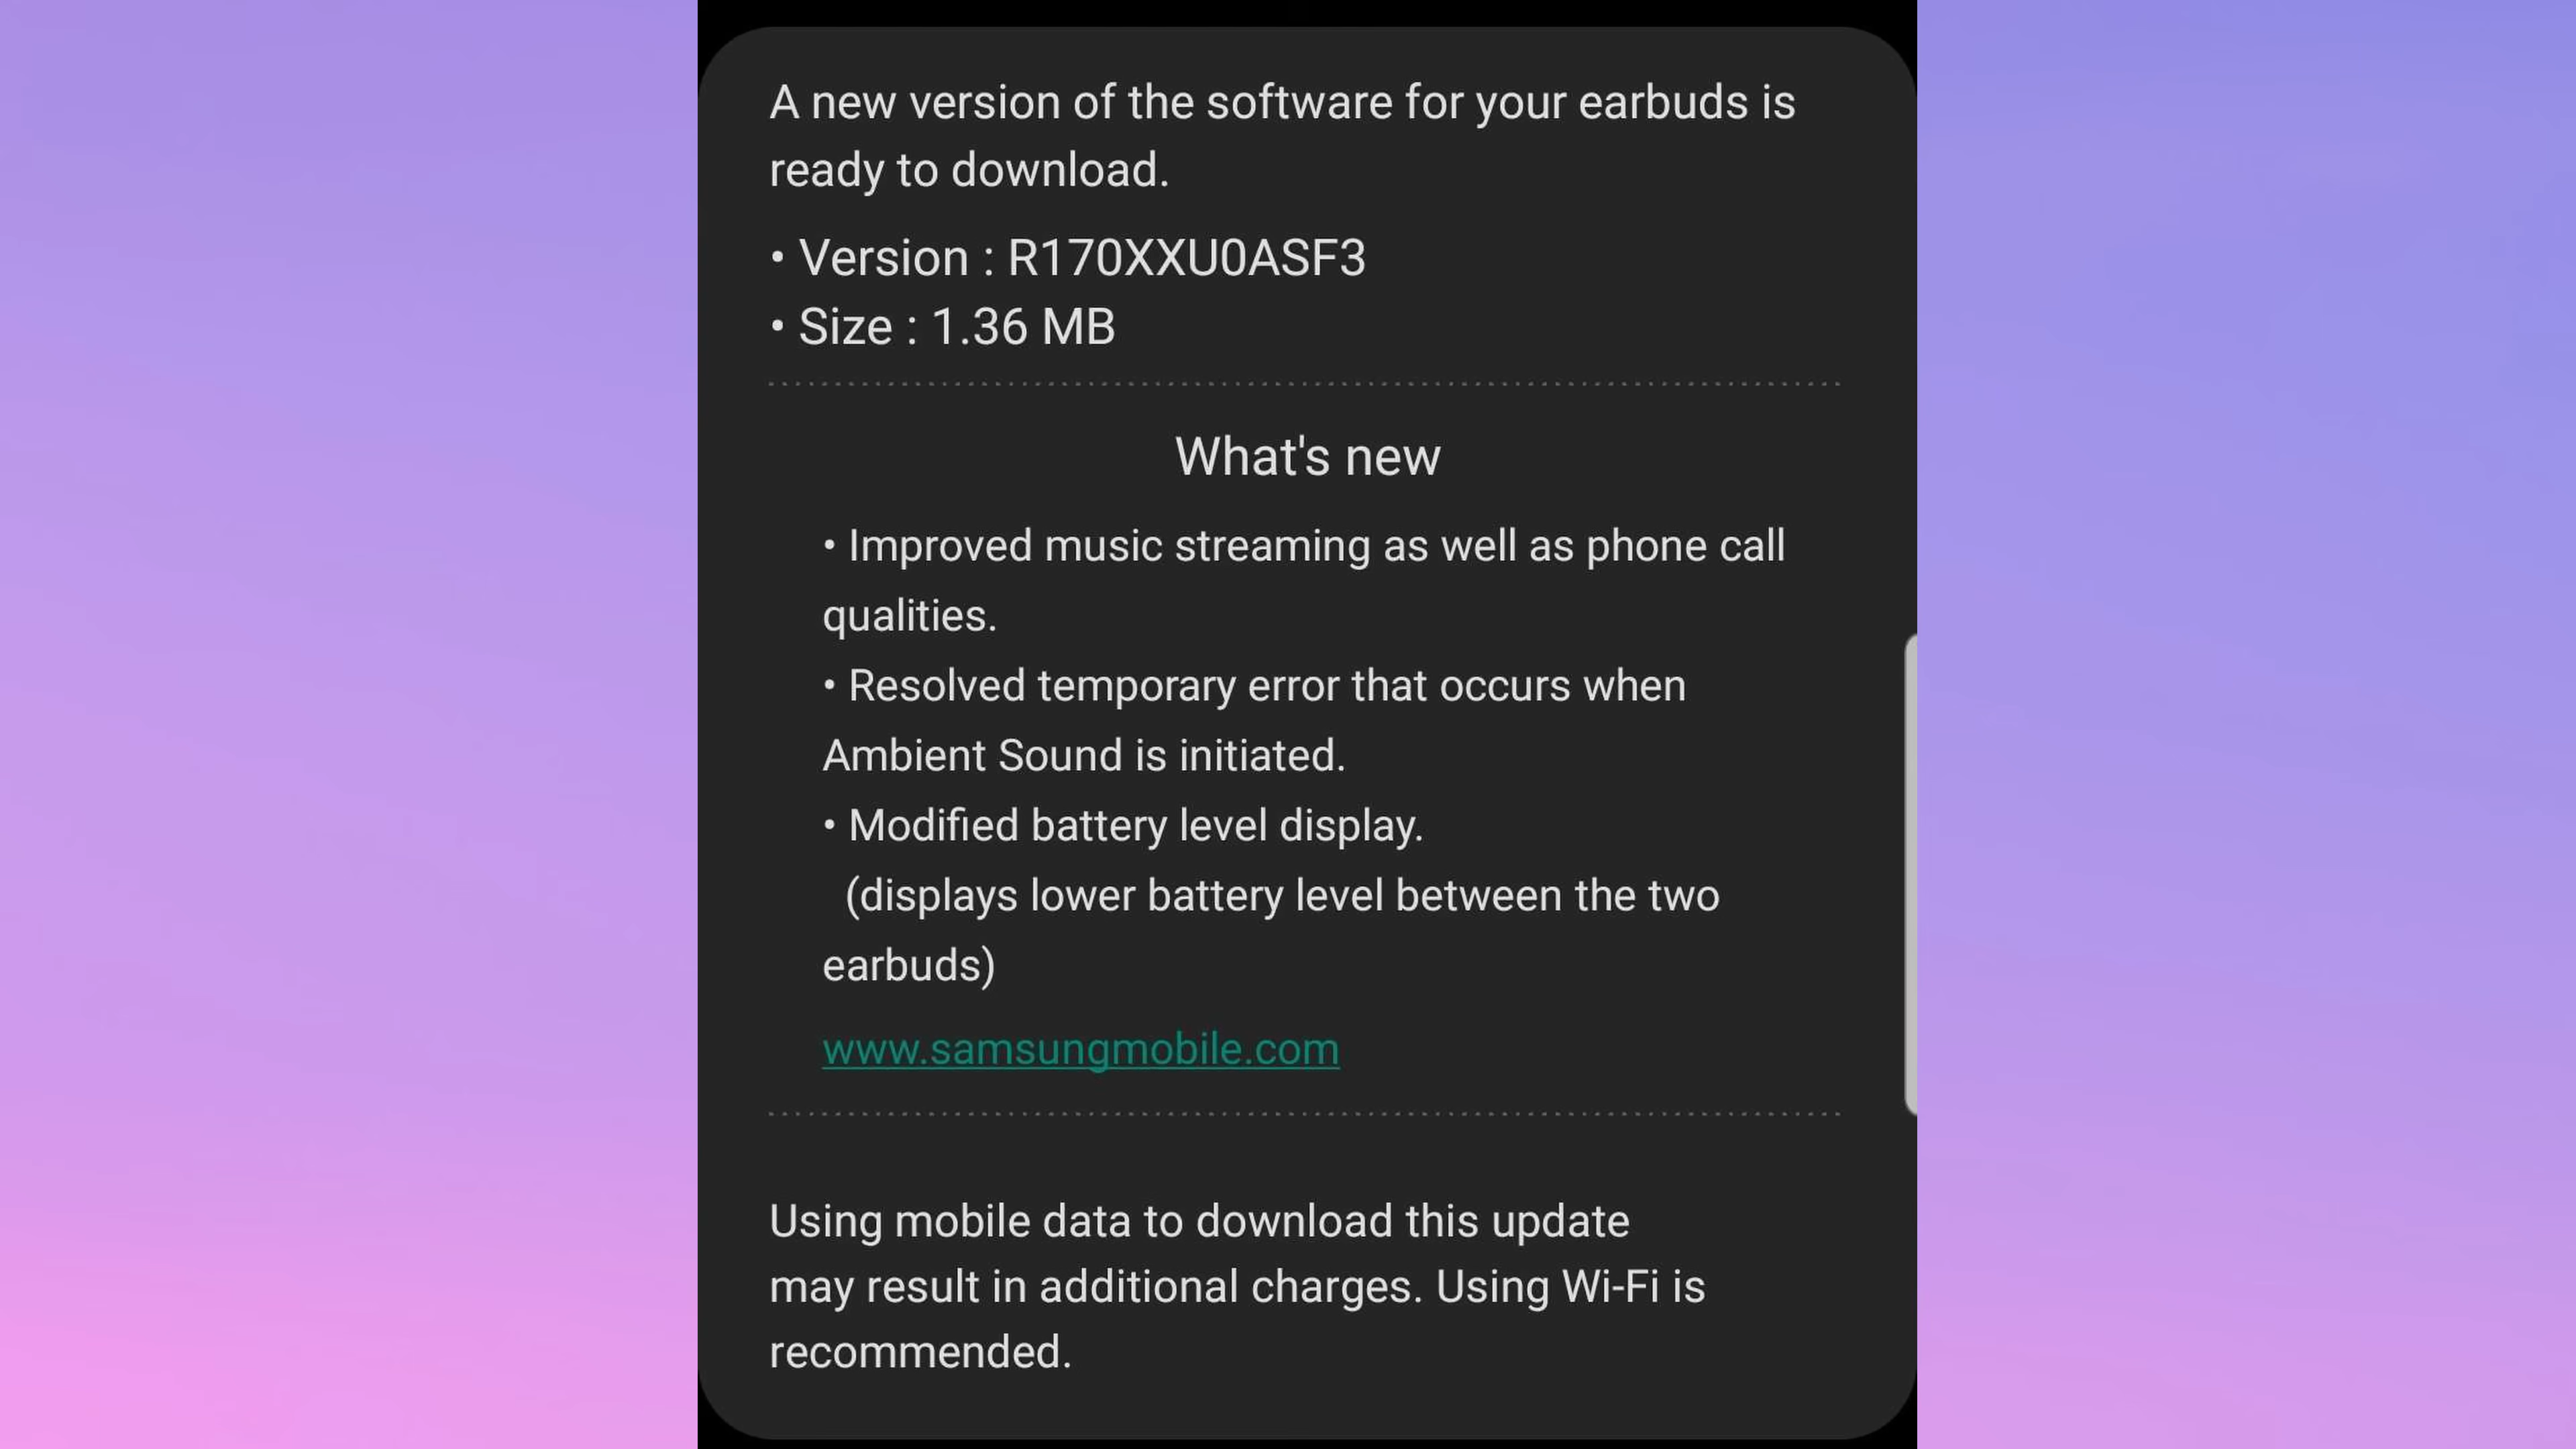 A new version of the software for your earbuds is
ready to download.
• Version : R170XXU0ASF3
• Size : 1.36 MB
What's new
• Improved music streaming as well as phone call
qualities.
• Resolved temporary error that occurs when
Ambient Sound is initiated.
• Modified battery level display.
(displays lower battery level between the two
earbuds)
www.samsungmobile.com
Using mobile data to download this update
may result in additional charges. Using Wi-Fi is
recommended.